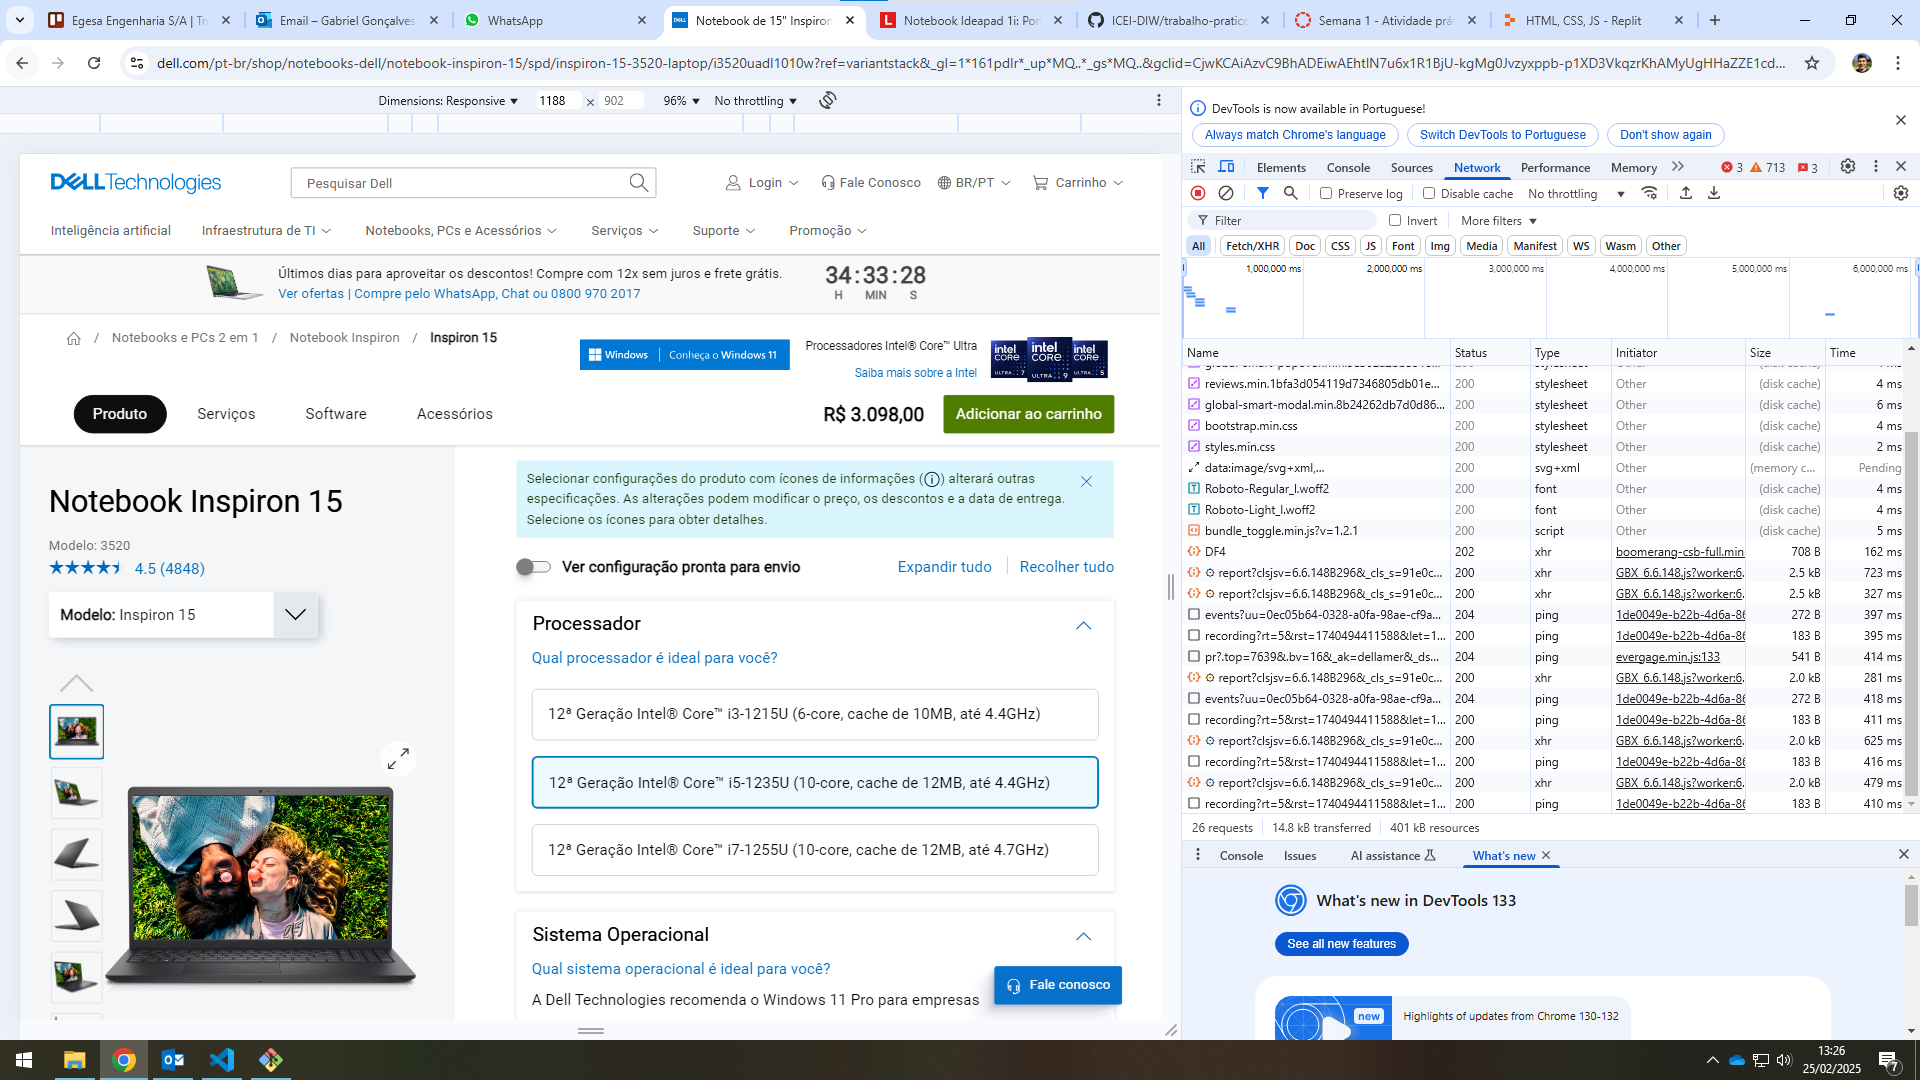 Egesa Engenharia S/A | Tre
Email – Gabriel Gonçalves
WhatsApp
Notebook de 15" Inspiron
Notebook Ideapad 1i: Por
ICEI-DIW/trabalho-pratico
Semana 1 - Atividade prát
HTML, CSS, JS - Replit
dell.com/pt-br/shop/notebooks-dell/notebook-inspiron-15/spd/inspiron-15-3520-laptop/i3520uadl1010w?ref=variantstack&_gl=1*161pdlr*_up*MQ..*_gs*MQ..&gclid=CjwKCAiAzvC9BhADEiwAEhtlN7u6x1R1BjU-kgMg0Jvzyxppb-p1XD3VkqzrKhAMyUgHHaZZE1cd...
Dimensions: Responsive
1188 × 902
96%
No throttling
DELLTechnologies
Pesquisar Dell
Login
Fale Conosco
BR/PT
Carrinho
Inteligência artificial
Infraestrutura de TI
Notebooks, PCs e Acessórios
Serviços
Suporte
Promoção
Últimos dias para aproveitar os descontos! Compre com 12x sem juros e frete grátis.
Ver ofertas | Compre pelo WhatsApp, Chat ou 0800 970 2017
34:33:28
H MIN S
/ Notebooks e PCs 2 em 1 / Notebook Inspiron / Inspiron 15
Windows | Conheça o Windows 11
Processadores Intel® Core™ Ultra
Saiba mais sobre a Intel
intel CORE ULTRA 7
intel CORE ULTRA 9
intel CORE ULTRA 5
Produto
Serviços
Software
Acessórios
R$ 3.098,00
Adicionar ao carrinho
Notebook Inspiron 15
Modelo: 3520
4.5 (4848)
Modelo: Inspiron 15
Selecionar configurações do produto com ícones de informações (i) alterará outras
especificações. As alterações podem modificar o preço, os descontos e a data de entrega.
Selecione os ícones para obter detalhes.
Ver configuração pronta para envio
Expandir tudo
Recolher tudo
Processador
Qual processador é ideal para você?
12ª Geração Intel® Core™ i3-1215U (6-core, cache de 10MB, até 4.4GHz)
12ª Geração Intel® Core™ i5-1235U (10-core, cache de 12MB, até 4.4GHz)
12ª Geração Intel® Core™ i7-1255U (10-core, cache de 12MB, até 4.7GHz)
Sistema Operacional
Qual sistema operacional é ideal para você?
A Dell Technologies recomenda o Windows 11 Pro para empresas
Fale conosco
DevTools is now available in Portuguese!
Always match Chrome's language
Switch DevTools to Portuguese
Don't show again
Elements
Console
Sources
Network
Performance
Memory
3
713
3
Preserve log
Disable cache
No throttling
Filter
Invert
More filters
All
Fetch/XHR
Doc
CSS
JS
Font
Img
Media
Manifest
WS
Wasm
Other
1,000,000 ms
2,000,000 ms
3,000,000 ms
4,000,000 ms
5,000,000 ms
6,000,000 ms
Name Status Type Initiator Size Time
reviews.min.1bfa3d054119d7346805db01e... 200 stylesheet Other (disk cache) 4 ms
global-smart-modal.min.8b24262db7d0d86... 200 stylesheet Other (disk cache) 6 ms
bootstrap.min.css 200 stylesheet Other (disk cache) 4 ms
styles.min.css 200 stylesheet Other (disk cache) 2 ms
data:image/svg+xml,... 200 svg+xml Other (memory c... Pending
Roboto-Regular_l.woff2 200 font Other (disk cache) 4 ms
Roboto-Light_l.woff2 200 font Other (disk cache) 4 ms
bundle_toggle.min.js?v=1.2.1 200 script Other (disk cache) 5 ms
DF4 202 xhr boomerang-csb-full.min 708 B 162 ms
report?clsjsv=6.6.148B296&_cls_s=91e0c... 200 xhr GBX_6.6.148.js?worker:6. 2.5 kB 723 ms
report?clsjsv=6.6.148B296&_cls_s=91e0c... 200 xhr GBX_6.6.148.js?worker:6. 2.5 kB 327 ms
events?uu=0ec05b64-0328-a0fa-98ae-cf9a... 204 ping 1de0049e-b22b-4d6a-86 272 B 397 ms
recording?rt=5&rst=1740494411588&let=1... 200 ping 1de0049e-b22b-4d6a-86 183 B 395 ms
pr?.top=7639&.bv=16&_ak=dellamer&_ds... 204 ping evergage.min.js:133 541 B 414 ms
report?clsjsv=6.6.148B296&_cls_s=91e0c... 200 xhr GBX_6.6.148.js?worker:6. 2.0 kB 281 ms
events?uu=0ec05b64-0328-a0fa-98ae-cf9a... 204 ping 1de0049e-b22b-4d6a-86 272 B 418 ms
recording?rt=5&rst=1740494411588&let=1... 200 ping 1de0049e-b22b-4d6a-86 183 B 411 ms
report?clsjsv=6.6.148B296&_cls_s=91e0c... 200 xhr GBX_6.6.148.js?worker:6. 2.0 kB 625 ms
recording?rt=5&rst=1740494411588&let=1... 200 ping 1de0049e-b22b-4d6a-86 183 B 416 ms
report?clsjsv=6.6.148B296&_cls_s=91e0c... 200 xhr GBX_6.6.148.js?worker:6. 2.0 kB 479 ms
recording?rt=5&rst=1740494411588&let=1... 200 ping 1de0049e-b22b-4d6a-86 183 B 410 ms
26 requests
14.8 kB transferred
401 kB resources
Console
Issues
AI assistance
What's new
What's new in DevTools 133
See all new features
new
Highlights of updates from Chrome 130-132
13:26
25/02/2025
7